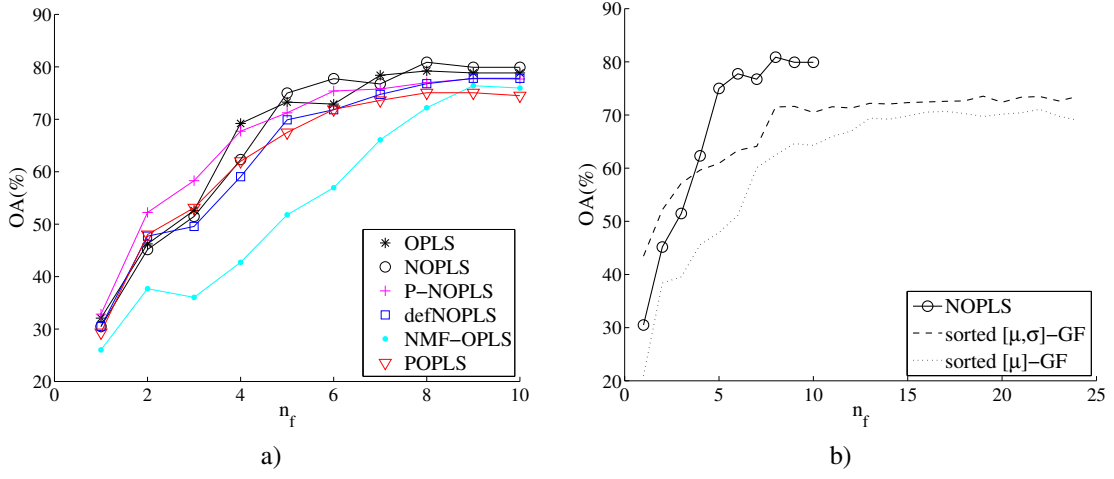 90
80
70
60
50
40
30
20
OA(%)
0 2 4 6 8 10
n_f
OPLS
NOPLS
P−NOPLS
defNOPLS
NMF−OPLS
POPLS
a)
90
80
70
60
50
40
30
20
OA(%)
0 5 10 15 20 25
n_f
NOPLS
sorted [μ,σ]−GF
sorted [μ]−GF
b)